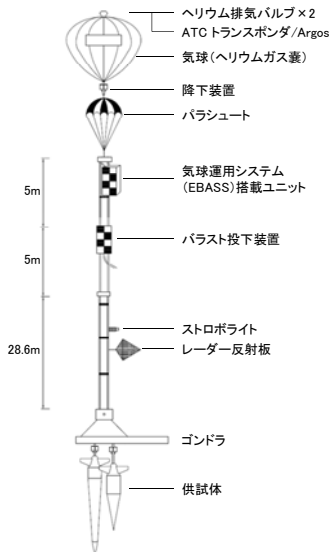 ヘリウム排気バルブ×2
ATCトランスポンダ/Argos
気球（ヘリウムガス嚢）
降下装置
パラシュート
気球運用システム
（EBASS）搭載ユニット
5m
バラスト投下装置
5m
ストロボライト
レーダー反射板
28.6m
ゴンドラ
供試体